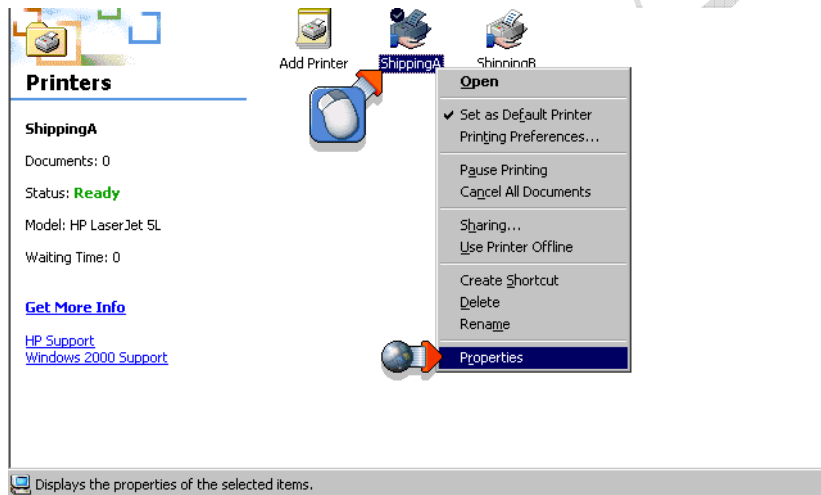 Printers
ShippingA
Documents: 0
Status: Ready
Model: HP LaserJet 5L
Waiting Time: 0
Get More Info
HP Support
Windows 2000 Support
Add Printer
ShippingA
ShippingB
Open
Set as Default Printer
Printing Preferences...
Pause Printing
Cancel All Documents
Sharing...
Use Printer Offline
Create Shortcut
Delete
Rename
Properties
Displays the properties of the selected items.